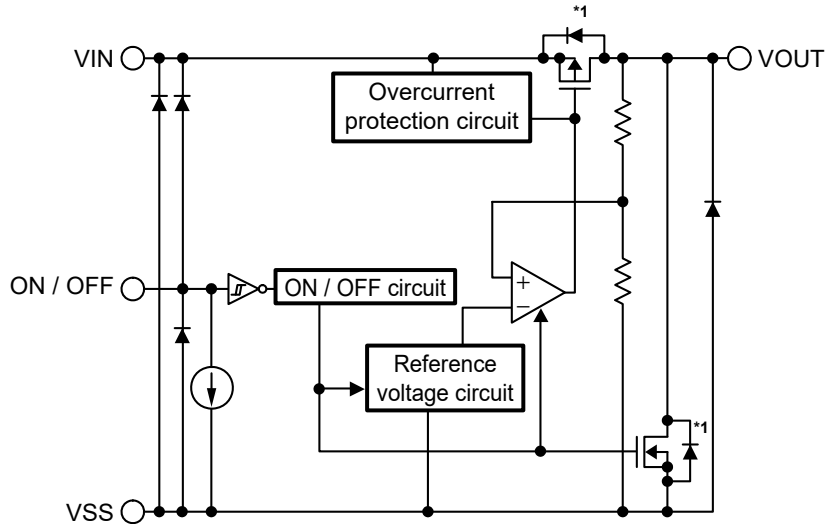 *1
VIN
VOUT
Overcurrent
protection circuit
ON / OFF
ON / OFF circuit
+
−
Reference
voltage circuit
*1
VSS